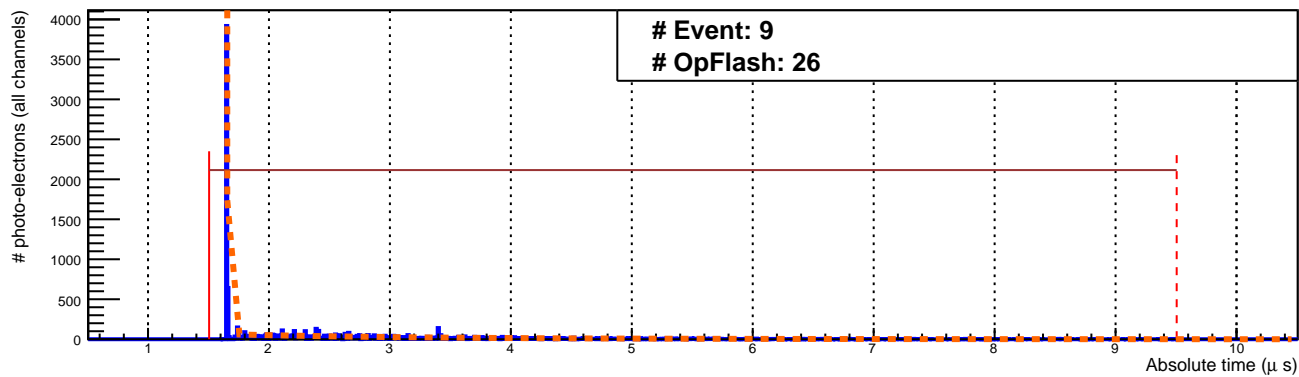 # Event: 9
# OpFlash: 26
# photo-electrons (all channels)
4000
3500
3000
2500
2000
1500
1000
500
0
1 2 3 4 5 6 7 8 9 10
Absolute time (μ s)